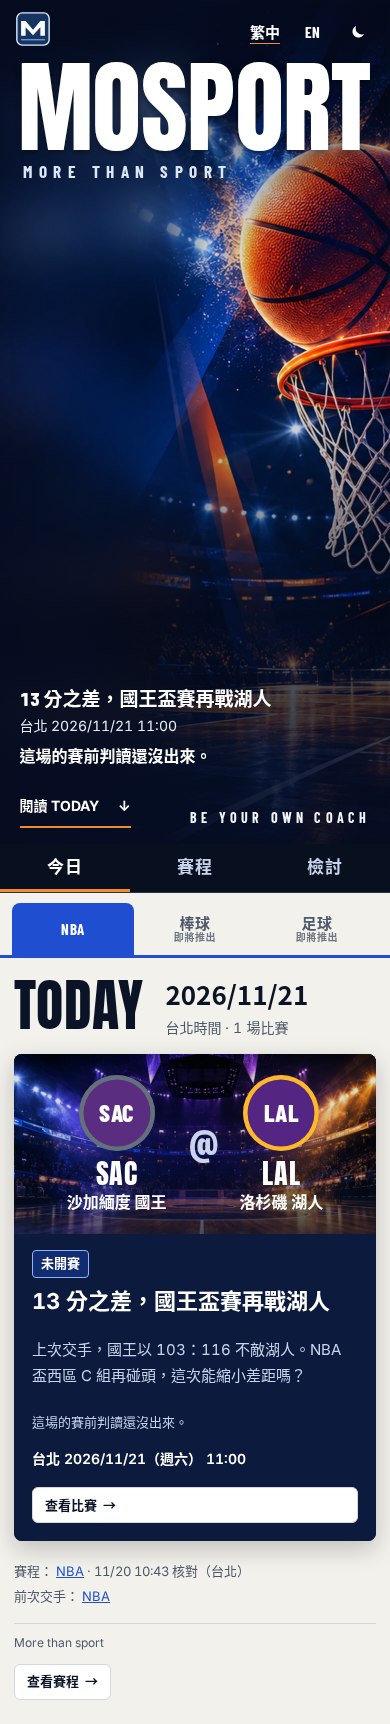 M
繁中 EN
MOSPORT
MORE THAN SPORT
13 分之差，國王盃賽再戰湖人
台北 2026/11/21 11:00
這場的賽前判讀還沒出來。
閱讀 TODAY ↓
BE YOUR OWN COACH
今日 賽程 檢討
NBA 棒球 足球
即將推出 即將推出
TODAY 2026/11/21
台北時間 · 1 場比賽
SAC LAL
@
SAC LAL
沙加緬度 國王 洛杉磯 湖人
未開賽
13 分之差，國王盃賽再戰湖人
上次交手，國王以 103：116 不敵湖人。NBA
盃西區 C 組再碰頭，這次能縮小差距嗎？
這場的賽前判讀還沒出來。
台北 2026/11/21（週六） 11:00
查看比賽 →
賽程： NBA · 11/20 10:43 核對（台北）
前次交手： NBA
More than sport
查看賽程 →